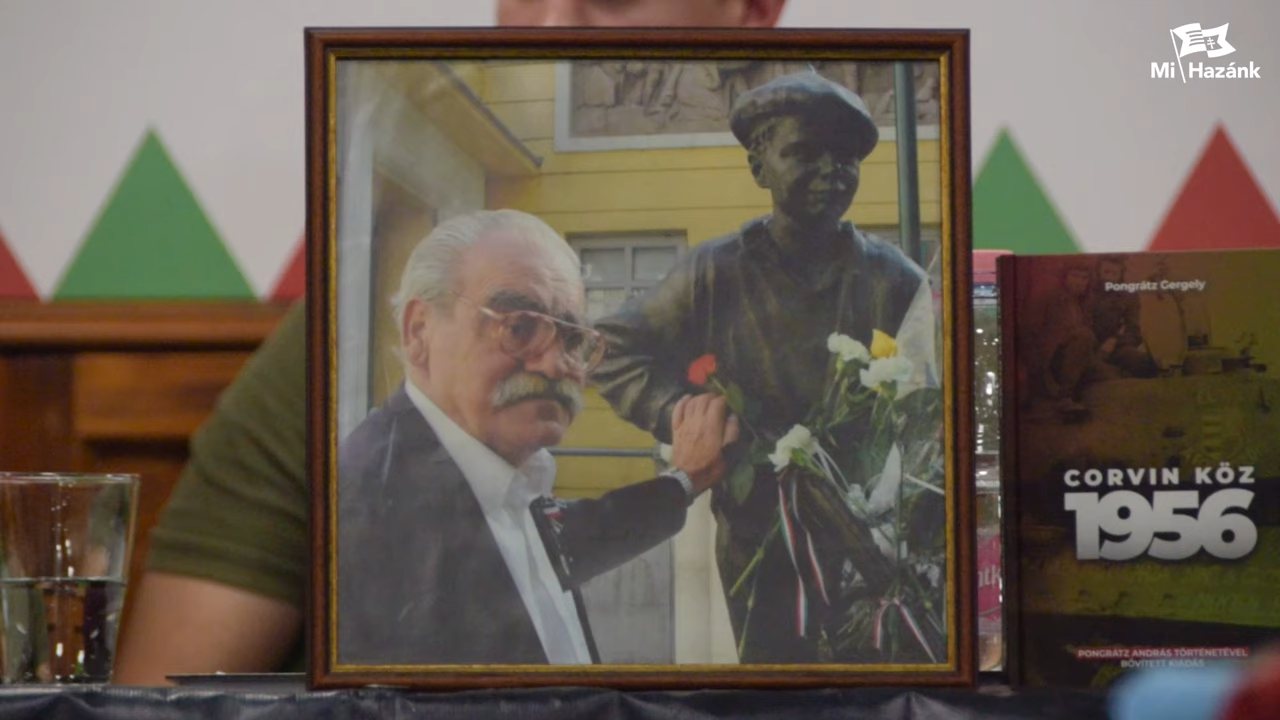 Mi Hazánk
Pongrátz Gergely
CORVIN KÖZ
1956
PONGRÁTZ ANDRÁS TÖRTÉNETÉVEL
BŐVÍTETT KIADÁS